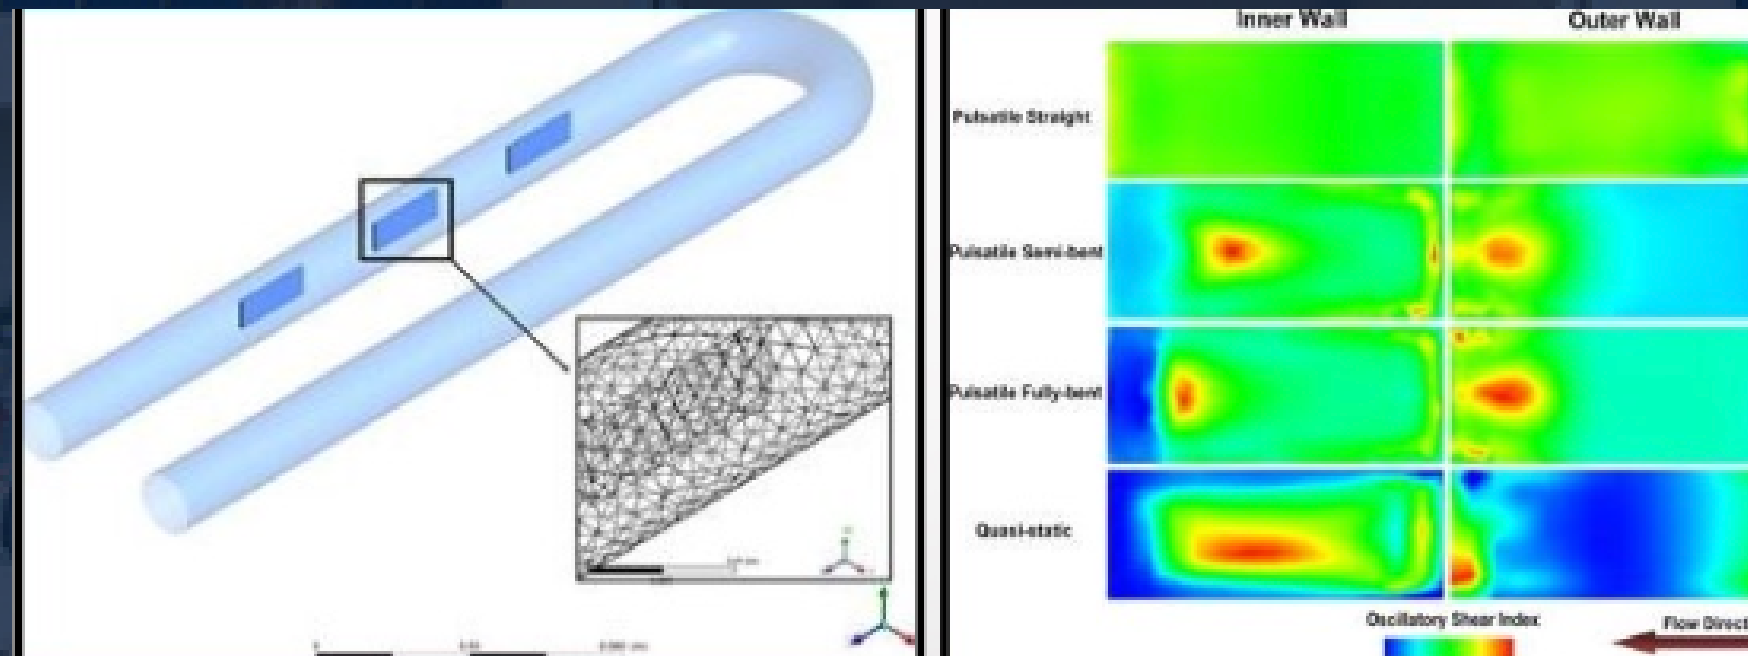 Inner Wall
Outer Wall
Pulsatile Straight
Pulsatile Semi-bent
Pulsatile Fully-bent
Quasi-static
Oscillatory Shear Index
Flow Direct
0